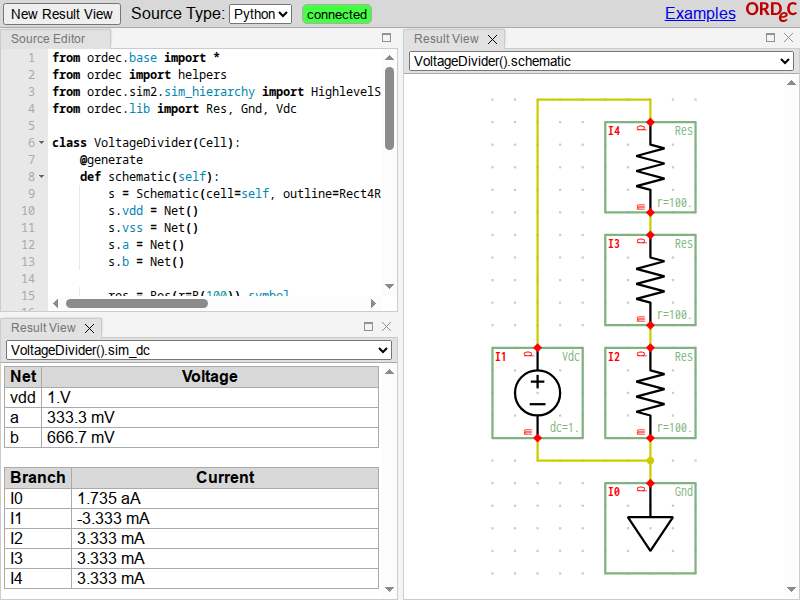 New Result View Source Type: Python connected Examples ORDeC
Source Editor
1 from ordec.base import *
2 from ordec import helpers
3 from ordec.sim2.sim_hierarchy import HighlevelS
4 from ordec.lib import Res, Gnd, Vdc
5
6 class VoltageDivider(Cell):
7 @generate
8 def schematic(self):
9 s = Schematic(cell=self, outline=Rect4R
10 s.vdd = Net()
11 s.vss = Net()
12 s.a = Net()
13 s.b = Net()
14
15 res = Res(r=R(100)).symbol
Result View
VoltageDivider().sim_dc
Net Voltage
vdd 1.V
a 333.3 mV
b 666.7 mV
Branch Current
I0 1.735 aA
I1 -3.333 mA
I2 3.333 mA
I3 3.333 mA
I4 3.333 mA
Result View
VoltageDivider().schematic
I4 p Res
m r=100.
I3 p Res
m r=100.
I1 p Vdc
m dc=1.
I2 p Res
m r=100.
I0 p Gnd